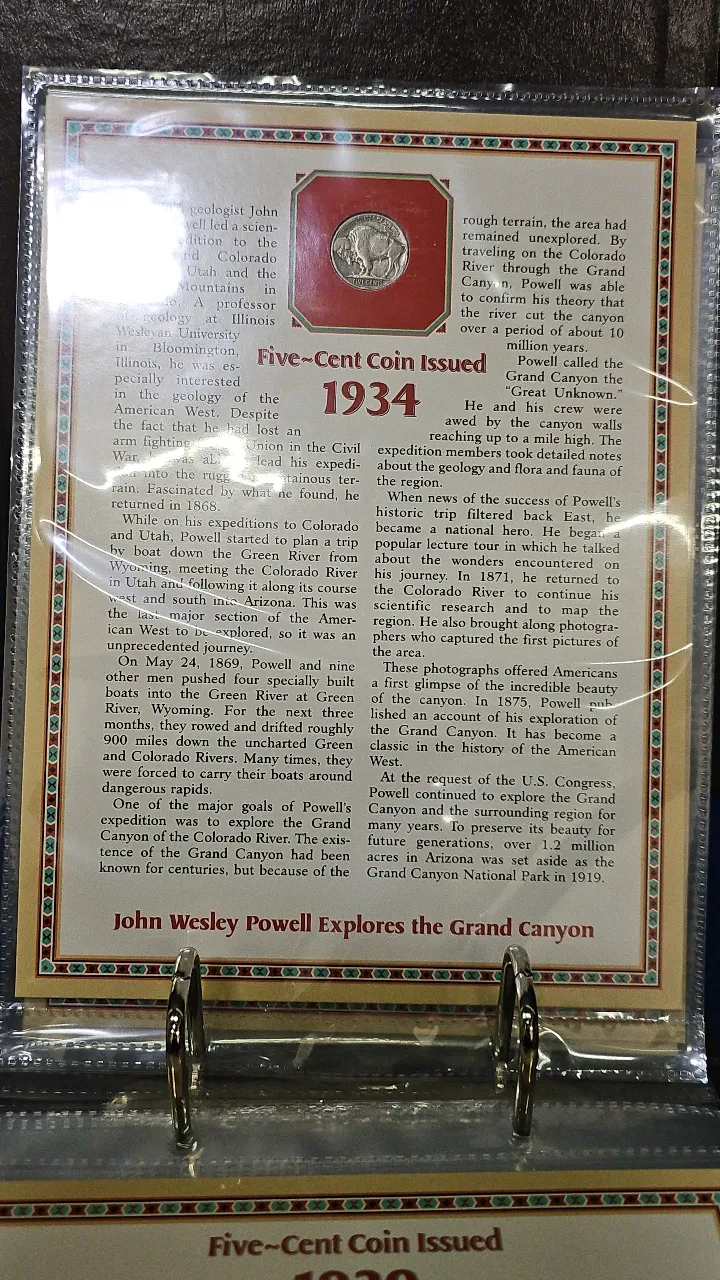 geologist John
well led a scien-
dition to the
nd Colorado
Utah and the
Mountains in
A professor
of geology at Illinois
Wesleyan University
in Bloomington,
Illinois, he was es-
pecially interested
in the geology of the
American West. Despite
the fact that he had lost an
arm fighting Union in the Civil
War, he was able lead his expedi-
tion into the rugg tainous ter-
rain. Fascinated by what he found, he
returned in 1868.
While on his expeditions to Colorado
and Utah, Powell started to plan a trip
by boat down the Green River from
Wyoming, meeting the Colorado River
in Utah and following it along its course
west and south into Arizona. This was
the last major section of the Amer-
ican West to be explored, so it was an
unprecedented journey.
On May 24, 1869, Powell and nine
other men pushed four specially built
boats into the Green River at Green
River, Wyoming. For the next three
months, they rowed and drifted roughly
900 miles down the uncharted Green
and Colorado Rivers. Many times, they
were forced to carry their boats around
dangerous rapids.
One of the major goals of Powell's
expedition was to explore the Grand
Canyon of the Colorado River. The exis-
tence of the Grand Canyon had been
known for centuries, but because of the
FIVE CENTS
Five~Cent Coin Issued
1934
rough terrain, the area had
remained unexplored. By
traveling on the Colorado
River through the Grand
Canyon, Powell was able
to confirm his theory that
the river cut the canyon
over a period of about 10
million years.
Powell called the
Grand Canyon the
"Great Unknown."
He and his crew were
awed by the canyon walls
reaching up to a mile high. The
expedition members took detailed notes
about the geology and flora and fauna of
the region.
When news of the success of Powell's
historic trip filtered back East, he
became a national hero. He began a
popular lecture tour in which he talked
about the wonders encountered on
his journey. In 1871, he returned to
the Colorado River to continue his
scientific research and to map the
region. He also brought along photogra-
phers who captured the first pictures of
the area.
These photographs offered Americans
a first glimpse of the incredible beauty
of the canyon. In 1875, Powell pub-
lished an account of his exploration of
the Grand Canyon. It has become a
classic in the history of the American
West.
At the request of the U.S. Congress,
Powell continued to explore the Grand
Canyon and the surrounding region for
many years. To preserve its beauty for
future generations, over 1.2 million
acres in Arizona was set aside as the
Grand Canyon National Park in 1919.
John Wesley Powell Explores the Grand Canyon
Five~Cent Coin Issued